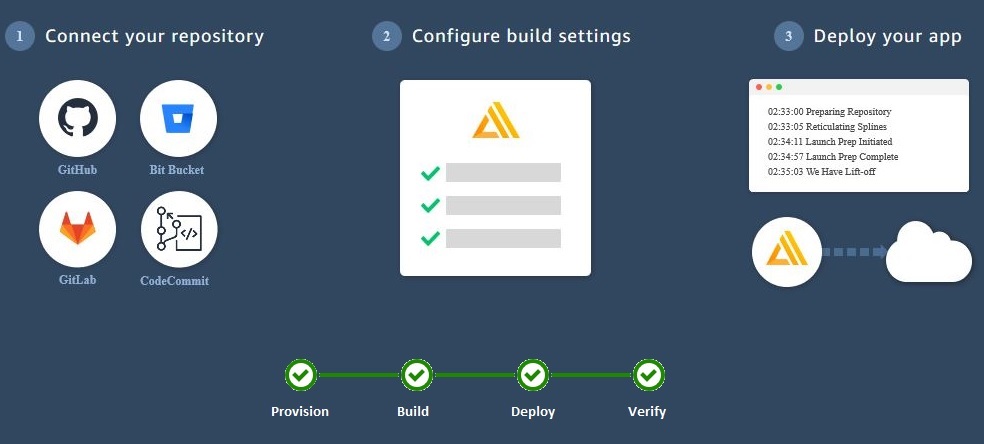 1 Connect your repository
GitHub
Bit Bucket
GitLab
CodeCommit
</>
2 Configure build settings
3 Deploy your app
02:33:00 Preparing Repository
02:33:05 Reticulating Splines
02:34:11 Launch Prep Initiated
02:34:57 Launch Prep Complete
02:35:03 We Have Lift-off
Provision
Build
Deploy
Verify